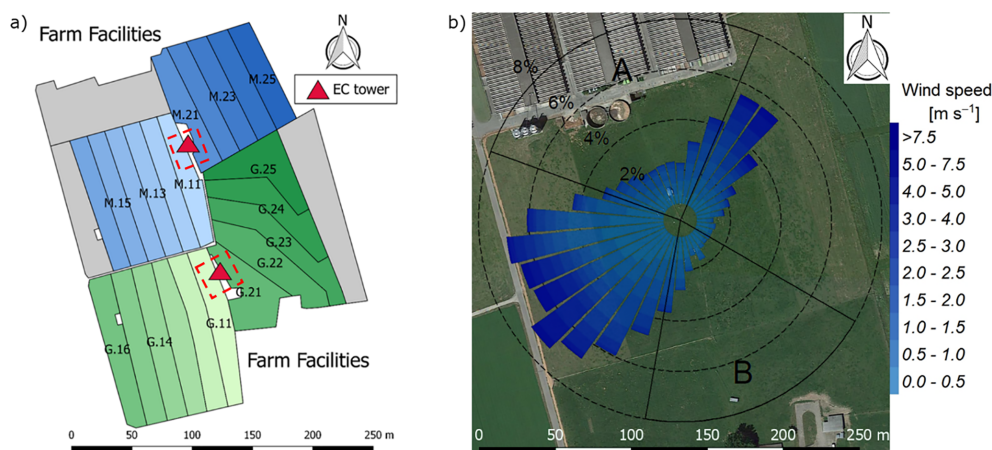 a)
Farm Facilities
N
EC tower
M.25
M.23
M.21
M.15
M.13
M.11
G.25
G.24
G.23
G.22
G.21
G.16
G.14
G.11
Farm Facilities
0 50 100 150 200 250 m
b)
N
A
8%
6%
4%
2%
B
0 50 100 150 200 250 m
Wind speed
[m s⁻¹]
>7.5
5.0 - 7.5
4.0 - 5.0
3.0 - 4.0
2.5 - 3.0
2.0 - 2.5
1.5 - 2.0
1.0 - 1.5
0.5 - 1.0
0.0 - 0.5